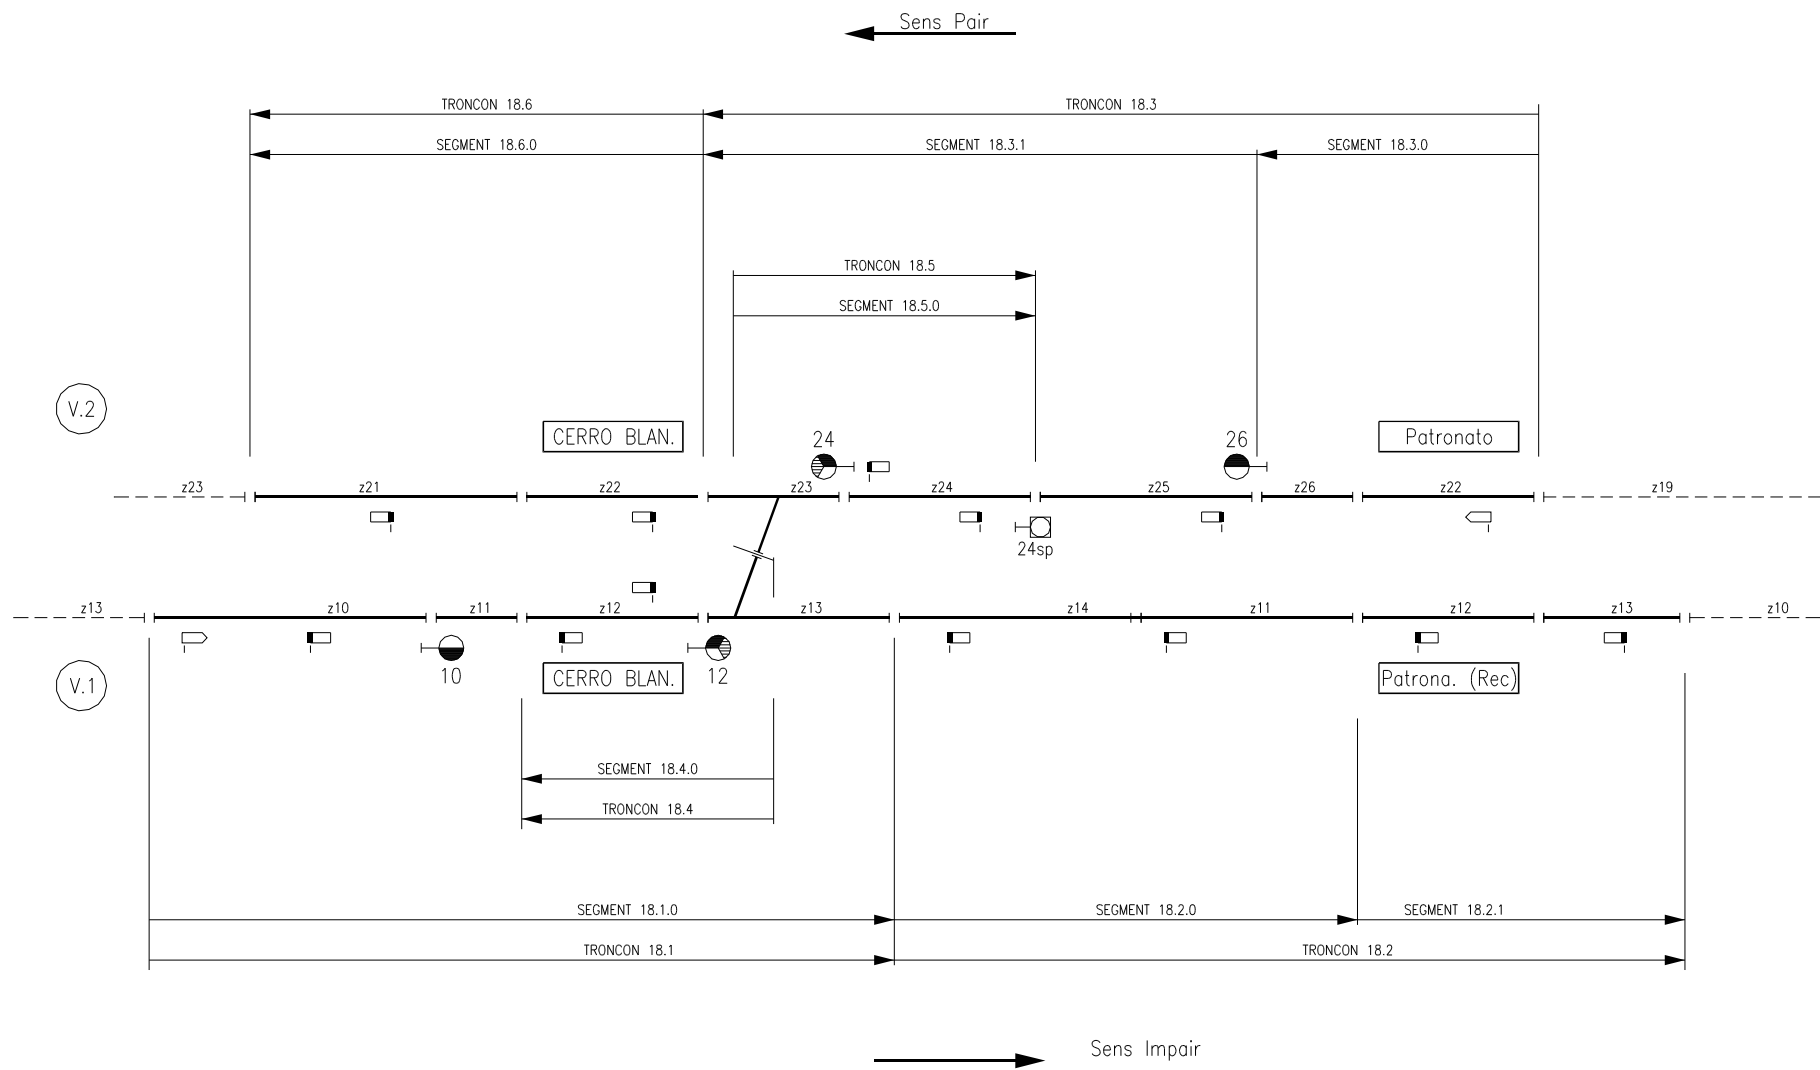 Sens Pair
TRONCON 18.6
TRONCON 18.3
SEGMENT 18.6.0
SEGMENT 18.3.1
SEGMENT 18.3.0
TRONCON 18.5
SEGMENT 18.5.0
V.2
CERRO BLAN.
24
26
Patronato
z23
z21
z22
z23
z24
z25
z26
z22
z19
24sp
z13
z10
z11
z12
z13
z14
z11
z12
z13
z10
V.1
10
CERRO BLAN.
12
Patrona. (Rec)
SEGMENT 18.4.0
TRONCON 18.4
SEGMENT 18.1.0
SEGMENT 18.2.0
SEGMENT 18.2.1
TRONCON 18.1
TRONCON 18.2
Sens Impair